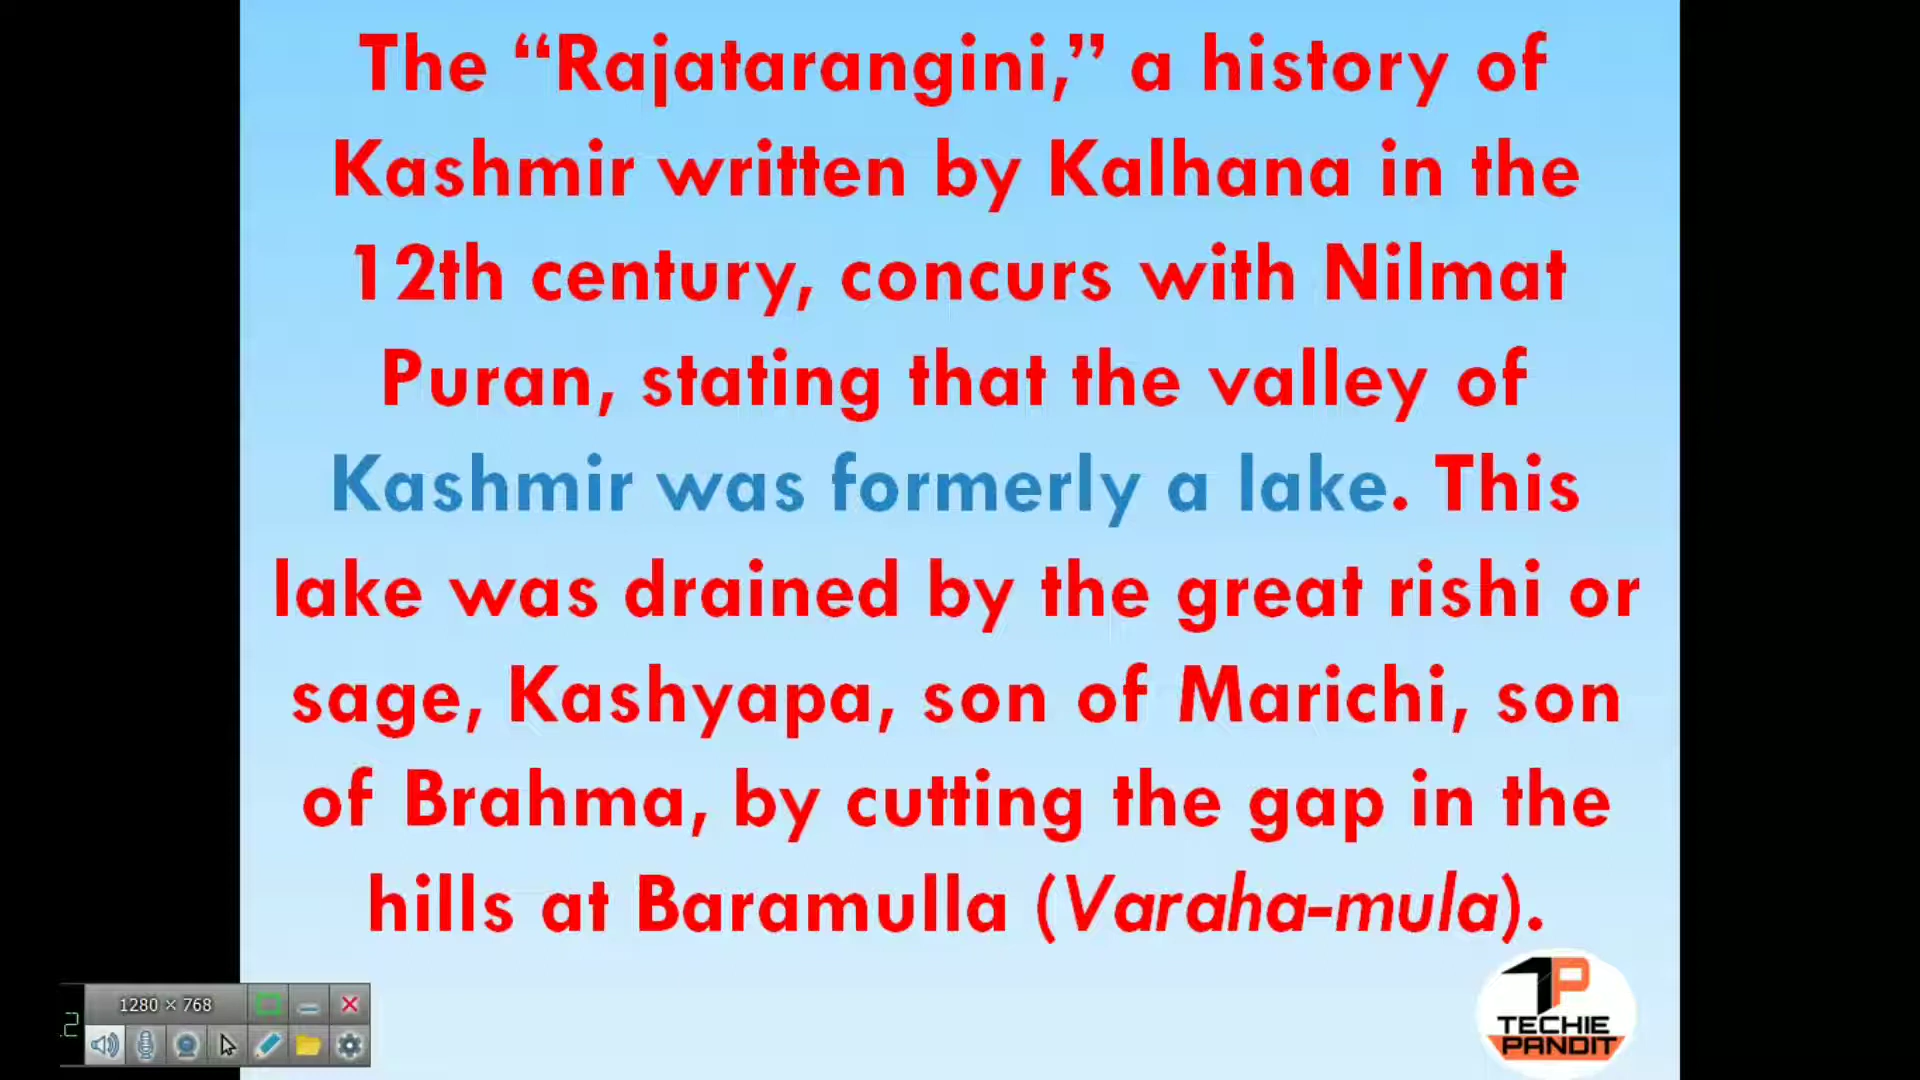 The “Rajatarangini,” a history of
Kashmir written by Kalhana in the
12th century, concurs with Nilmat
Puran, stating that the valley of
Kashmir was formerly a lake. This
lake was drained by the great rishi or
sage, Kashyapa, son of Marichi, son
of Brahma, by cutting the gap in the
hills at Baramulla (Varaha-mula).
1280 × 768
TP
TECHIE
PANDIT